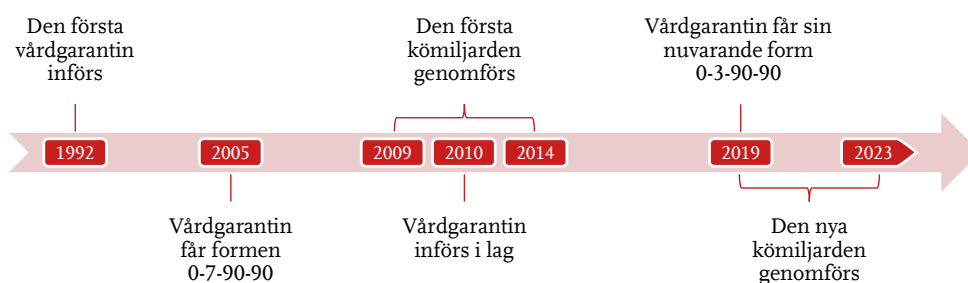 Den första
vårdgarantin
införs
Den första
kömiljarden
genomförs
Vårdgarantin får sin
nuvarande form
0-3-90-90
1992
2005
2009
2010
2014
2019
2023
Vårdgarantin
får formen
0-7-90-90
Vårdgarantin
införs i lag
Den nya
kömiljarden
genomförs